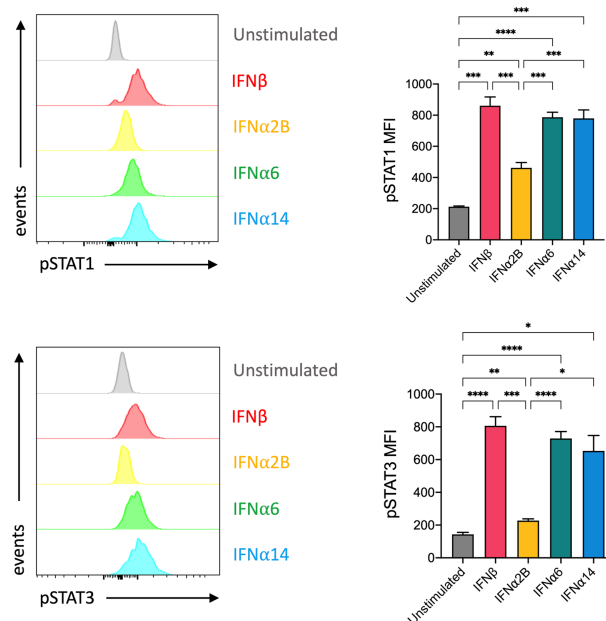 Unstimulated
IFNβ
IFNα2B
IFNα6
IFNα14
events
pSTAT1
***
****
** ***
*** *** ***
1000
800
600
400
200
0
pSTAT1 MFI
Unstimulated
IFNβ
IFNα2B
IFNα6
IFNα14
Unstimulated
IFNβ
IFNα2B
IFNα6
IFNα14
events
pSTAT3
*
****
** *
**** *** ****
1000
800
600
400
200
0
pSTAT3 MFI
Unstimulated
IFNβ
IFNα2B
IFNα6
IFNα14